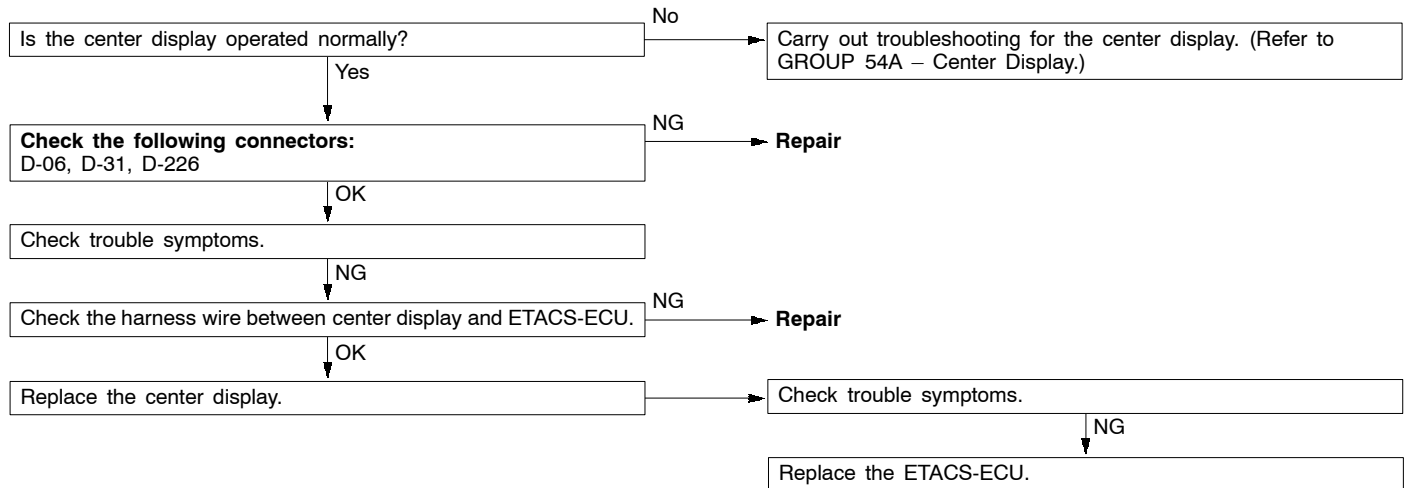 Is the center display operated normally?
No
Carry out troubleshooting for the center display. (Refer to
GROUP 54A – Center Display.)
Yes
Check the following connectors:
D-06, D-31, D-226
NG
Repair
OK
Check trouble symptoms.
NG
Check the harness wire between center display and ETACS-ECU.
NG
Repair
OK
Replace the center display.
Check trouble symptoms.
NG
Replace the ETACS-ECU.